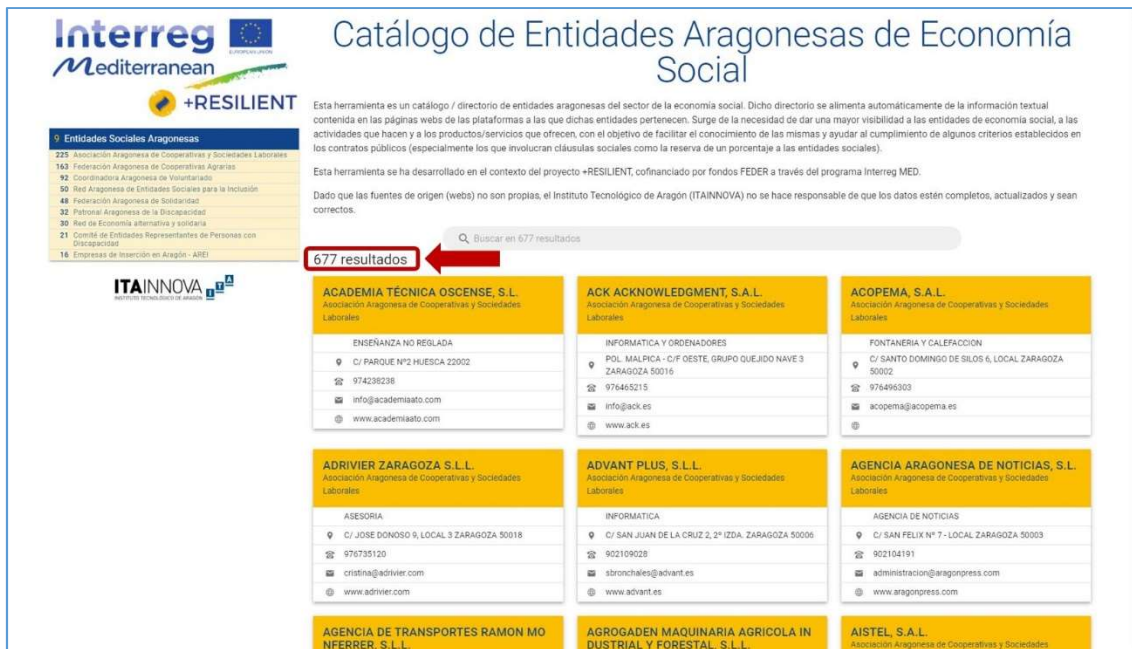 Interreg
EUROPEAN UNION
Mediterranean
+RESILIENT
9 Entidades Sociales Aragonesas
225 Asociación Aragonesa de Cooperativas y Sociedades Laborales
163 Federación Aragonesa de Cooperativas Agrarias
92 Coordinadora Aragonesa de Voluntariado
50 Red Aragonesa de Entidades Sociales para la Inclusión
48 Federación Aragonesa de Solidaridad
32 Patronal Aragonesa de la Discapacidad
30 Red de Economía alternativa y solidaria
21 Comité de Entidades Representantes de Personas con
Discapacidad
16 Empresas de Inserción en Aragón - AREI
ITAINNOVA
INSTITUTO TECNOLÓGICO DE ARAGÓN
ITA
Catálogo de Entidades Aragonesas de Economía
Social
Esta herramienta es un catálogo / directorio de entidades aragonesas del sector de la economía social. Dicho directorio se alimenta automáticamente de la información textual
contenida en las páginas webs de las plataformas a las que dichas entidades pertenecen. Surge de la necesidad de dar una mayor visibilidad a las entidades de economía social, a las
actividades que hacen y a los productos/servicios que ofrecen, con el objetivo de facilitar el conocimiento de las mismas y ayudar al cumplimiento de algunos criterios establecidos en
los contratos públicos (especialmente los que involucran cláusulas sociales como la reserva de un porcentaje a las entidades sociales).
Esta herramienta se ha desarrollado en el contexto del proyecto +RESILIENT, cofinanciado por fondos FEDER a través del programa Interreg MED.
Dado que las fuentes de origen (webs) no son propias, el Instituto Tecnológico de Aragón (ITAINNOVA) no se hace responsable de que los datos estén completos, actualizados y sean
correctos.
Buscar en 677 resultados
677 resultados
ACADEMIA TÉCNICA OSCENSE, S.L.
Asociación Aragonesa de Cooperativas y Sociedades
Laborales
ENSEÑANZA NO REGLADA
C/ PARQUE Nº2 HUESCA 22002
974238238
info@academiaato.com
www.academiaato.com
ACK ACKNOWLEDGMENT, S.A.L.
Asociación Aragonesa de Cooperativas y Sociedades
Laborales
INFORMATICA Y ORDENADORES
POL. MALPICA - C/F OESTE, GRUPO QUEJIDO NAVE 3
ZARAGOZA 50016
976465215
info@ack.es
www.ack.es
ACOPEMA, S.A.L.
Asociación Aragonesa de Cooperativas y Sociedades
Laborales
FONTANERIA Y CALEFACCION
C/ SANTO DOMINGO DE SILOS 6, LOCAL ZARAGOZA
50002
976496303
acopema@acopema.es
ADRIVIER ZARAGOZA S.L.L.
Asociación Aragonesa de Cooperativas y Sociedades
Laborales
ASESORIA
C/ JOSE DONOSO 9, LOCAL 3 ZARAGOZA 50018
976735120
cristina@adrivier.com
www.adrivier.com
ADVANT PLUS, S.L.L.
Asociación Aragonesa de Cooperativas y Sociedades
Laborales
INFORMATICA
C/ SAN JUAN DE LA CRUZ 2, 2º IZDA. ZARAGOZA 50006
902109028
sbronchales@advant.es
www.advant.es
AGENCIA ARAGONESA DE NOTICIAS, S.L.
Asociación Aragonesa de Cooperativas y Sociedades
Laborales
AGENCIA DE NOTICIAS
C/ SAN FELIX Nº 7 - LOCAL ZARAGOZA 50003
902104191
administracion@aragonpress.com
www.aragonpress.com
AGENCIA DE TRANSPORTES RAMON MO
NFERRER, S.L.L.
AGROGADEN MAQUINARIA AGRICOLA IN
DUSTRIAL Y FORESTAL, S.L.L.
AISTEL, S.A.L.
Asociación Aragonesa de Cooperativas y Sociedades